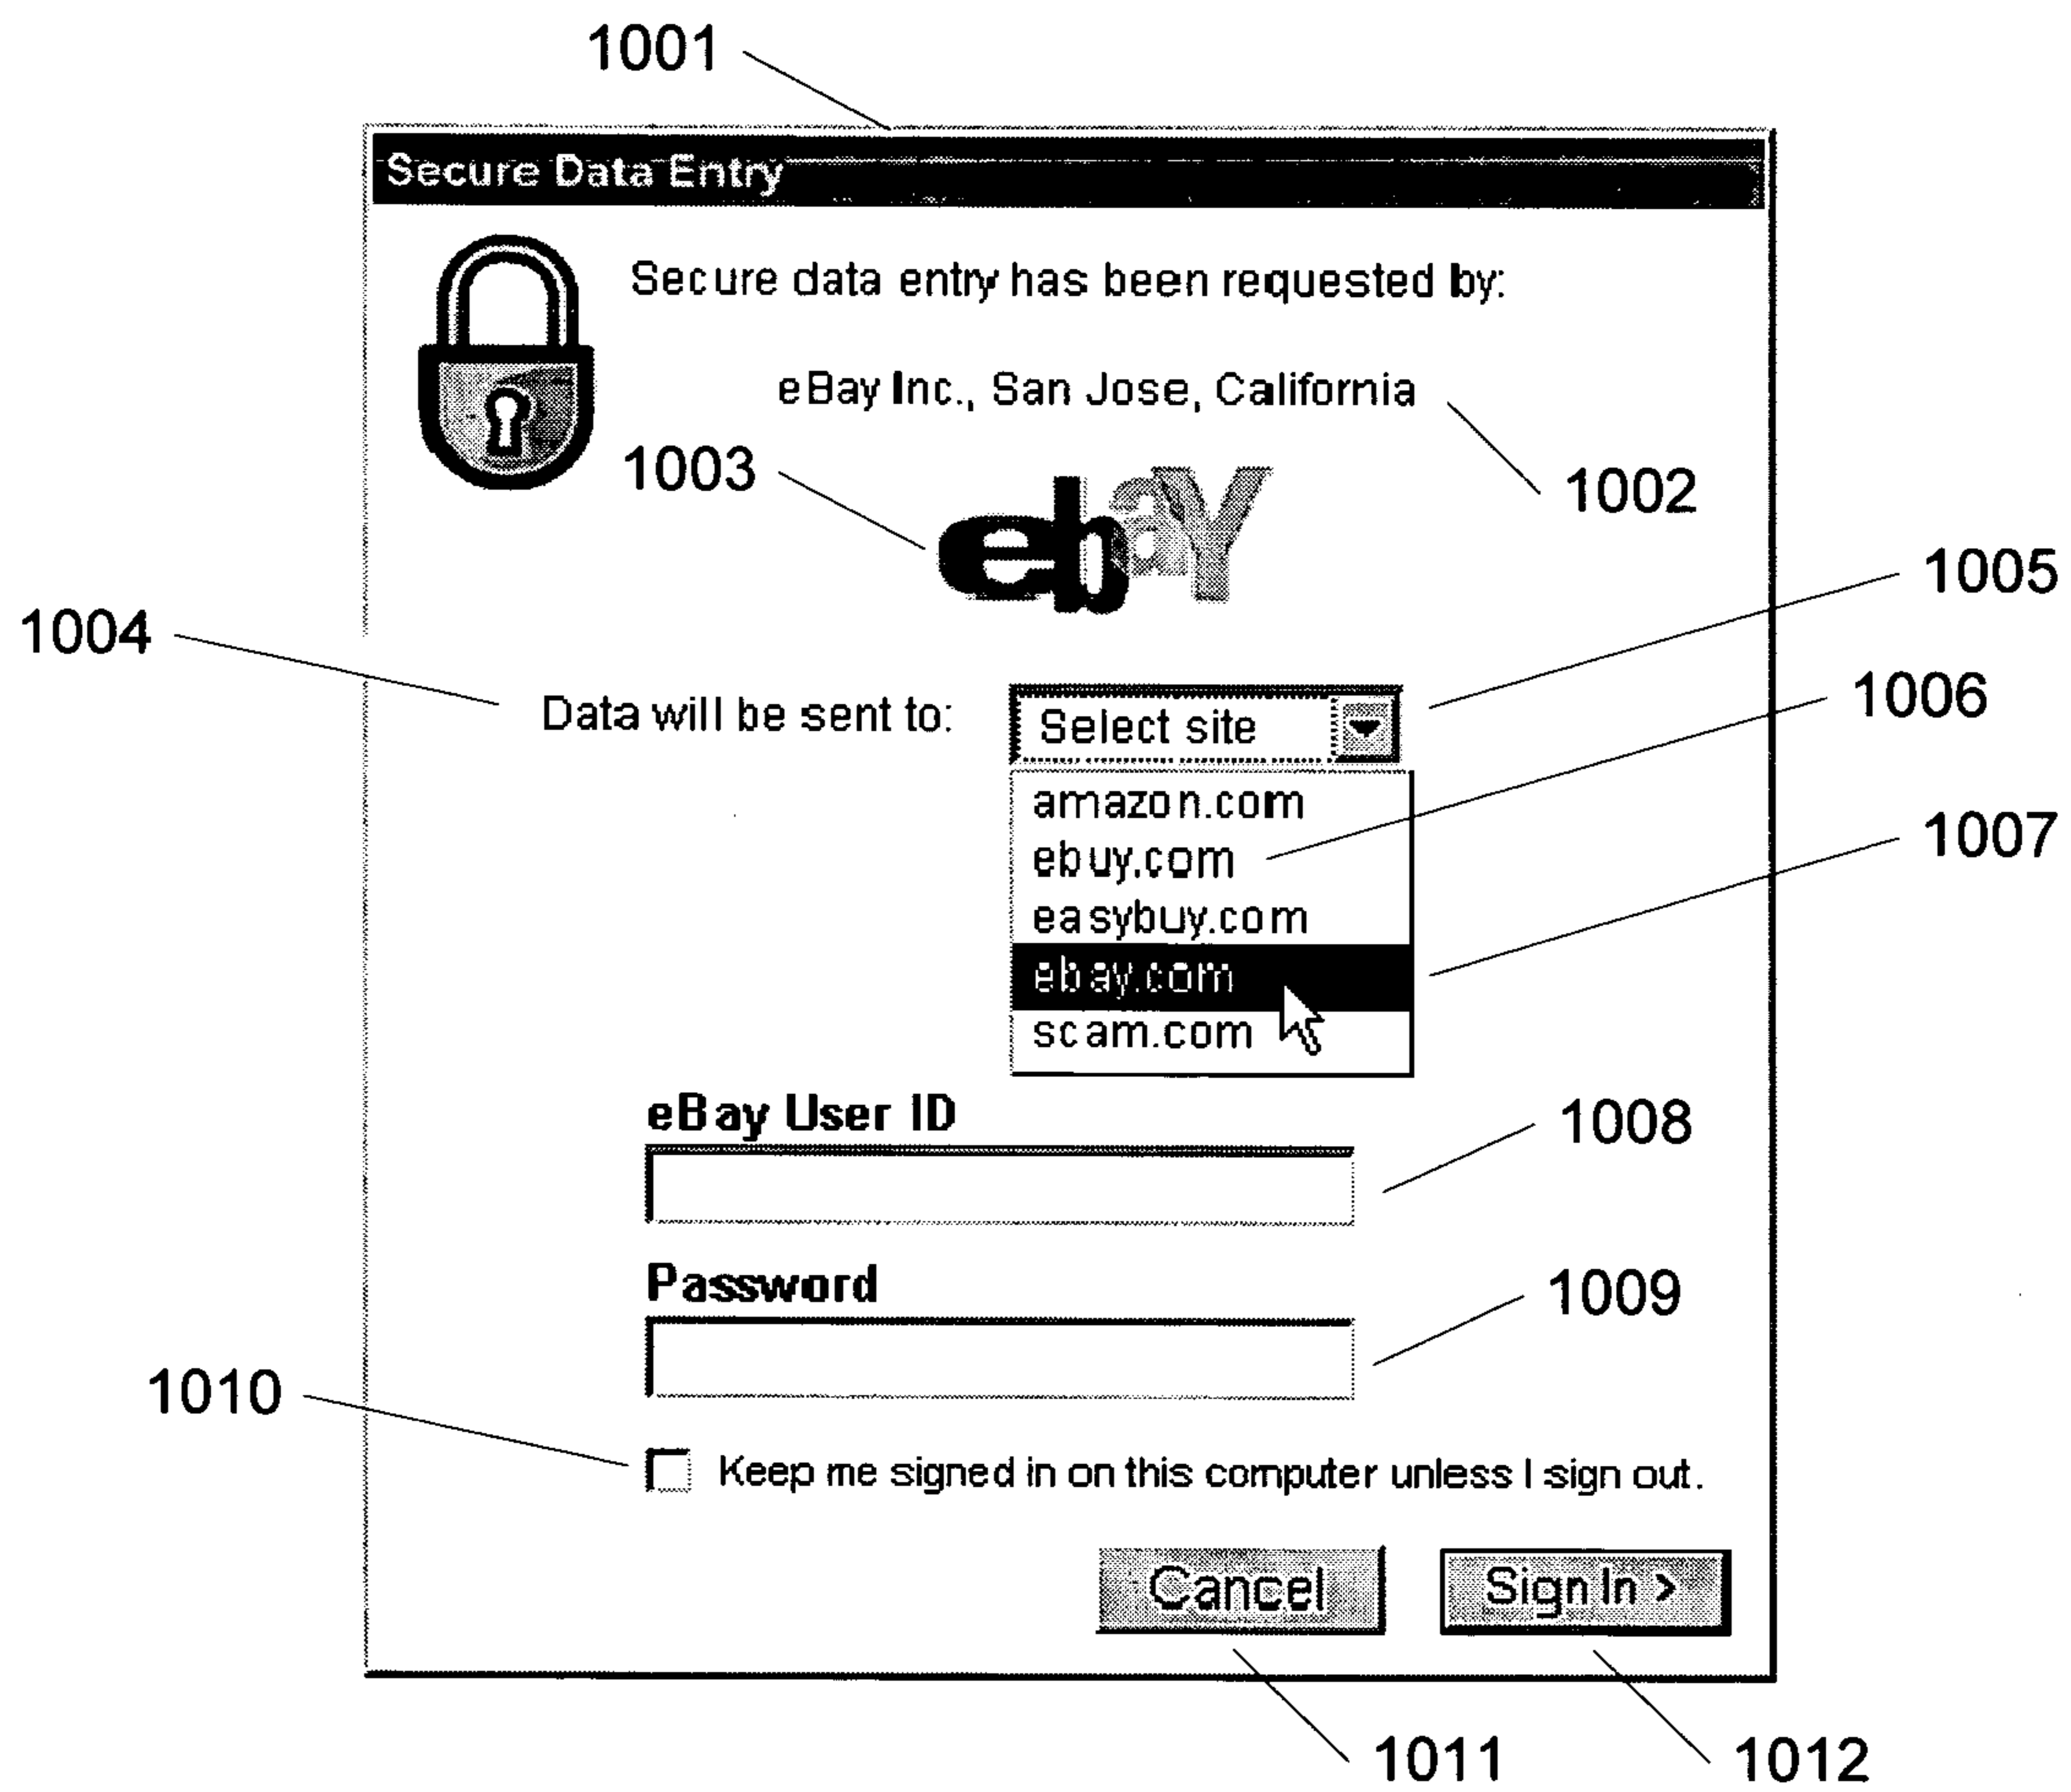 1001
Secure Data Entry
Secure data entry has been requested by:
eBay Inc., San Jose, California
1003
1002
ebaY
1005
1004
1006
Data will be sent to:
Select site
amazon.com
1007
ebuy.com
easybuy.com
ebay.com
scam.com
eBay User ID
1008
Password
1009
1010
Keep me signed in on this computer unless I sign out.
Cancel
Sign In >
1011
1012